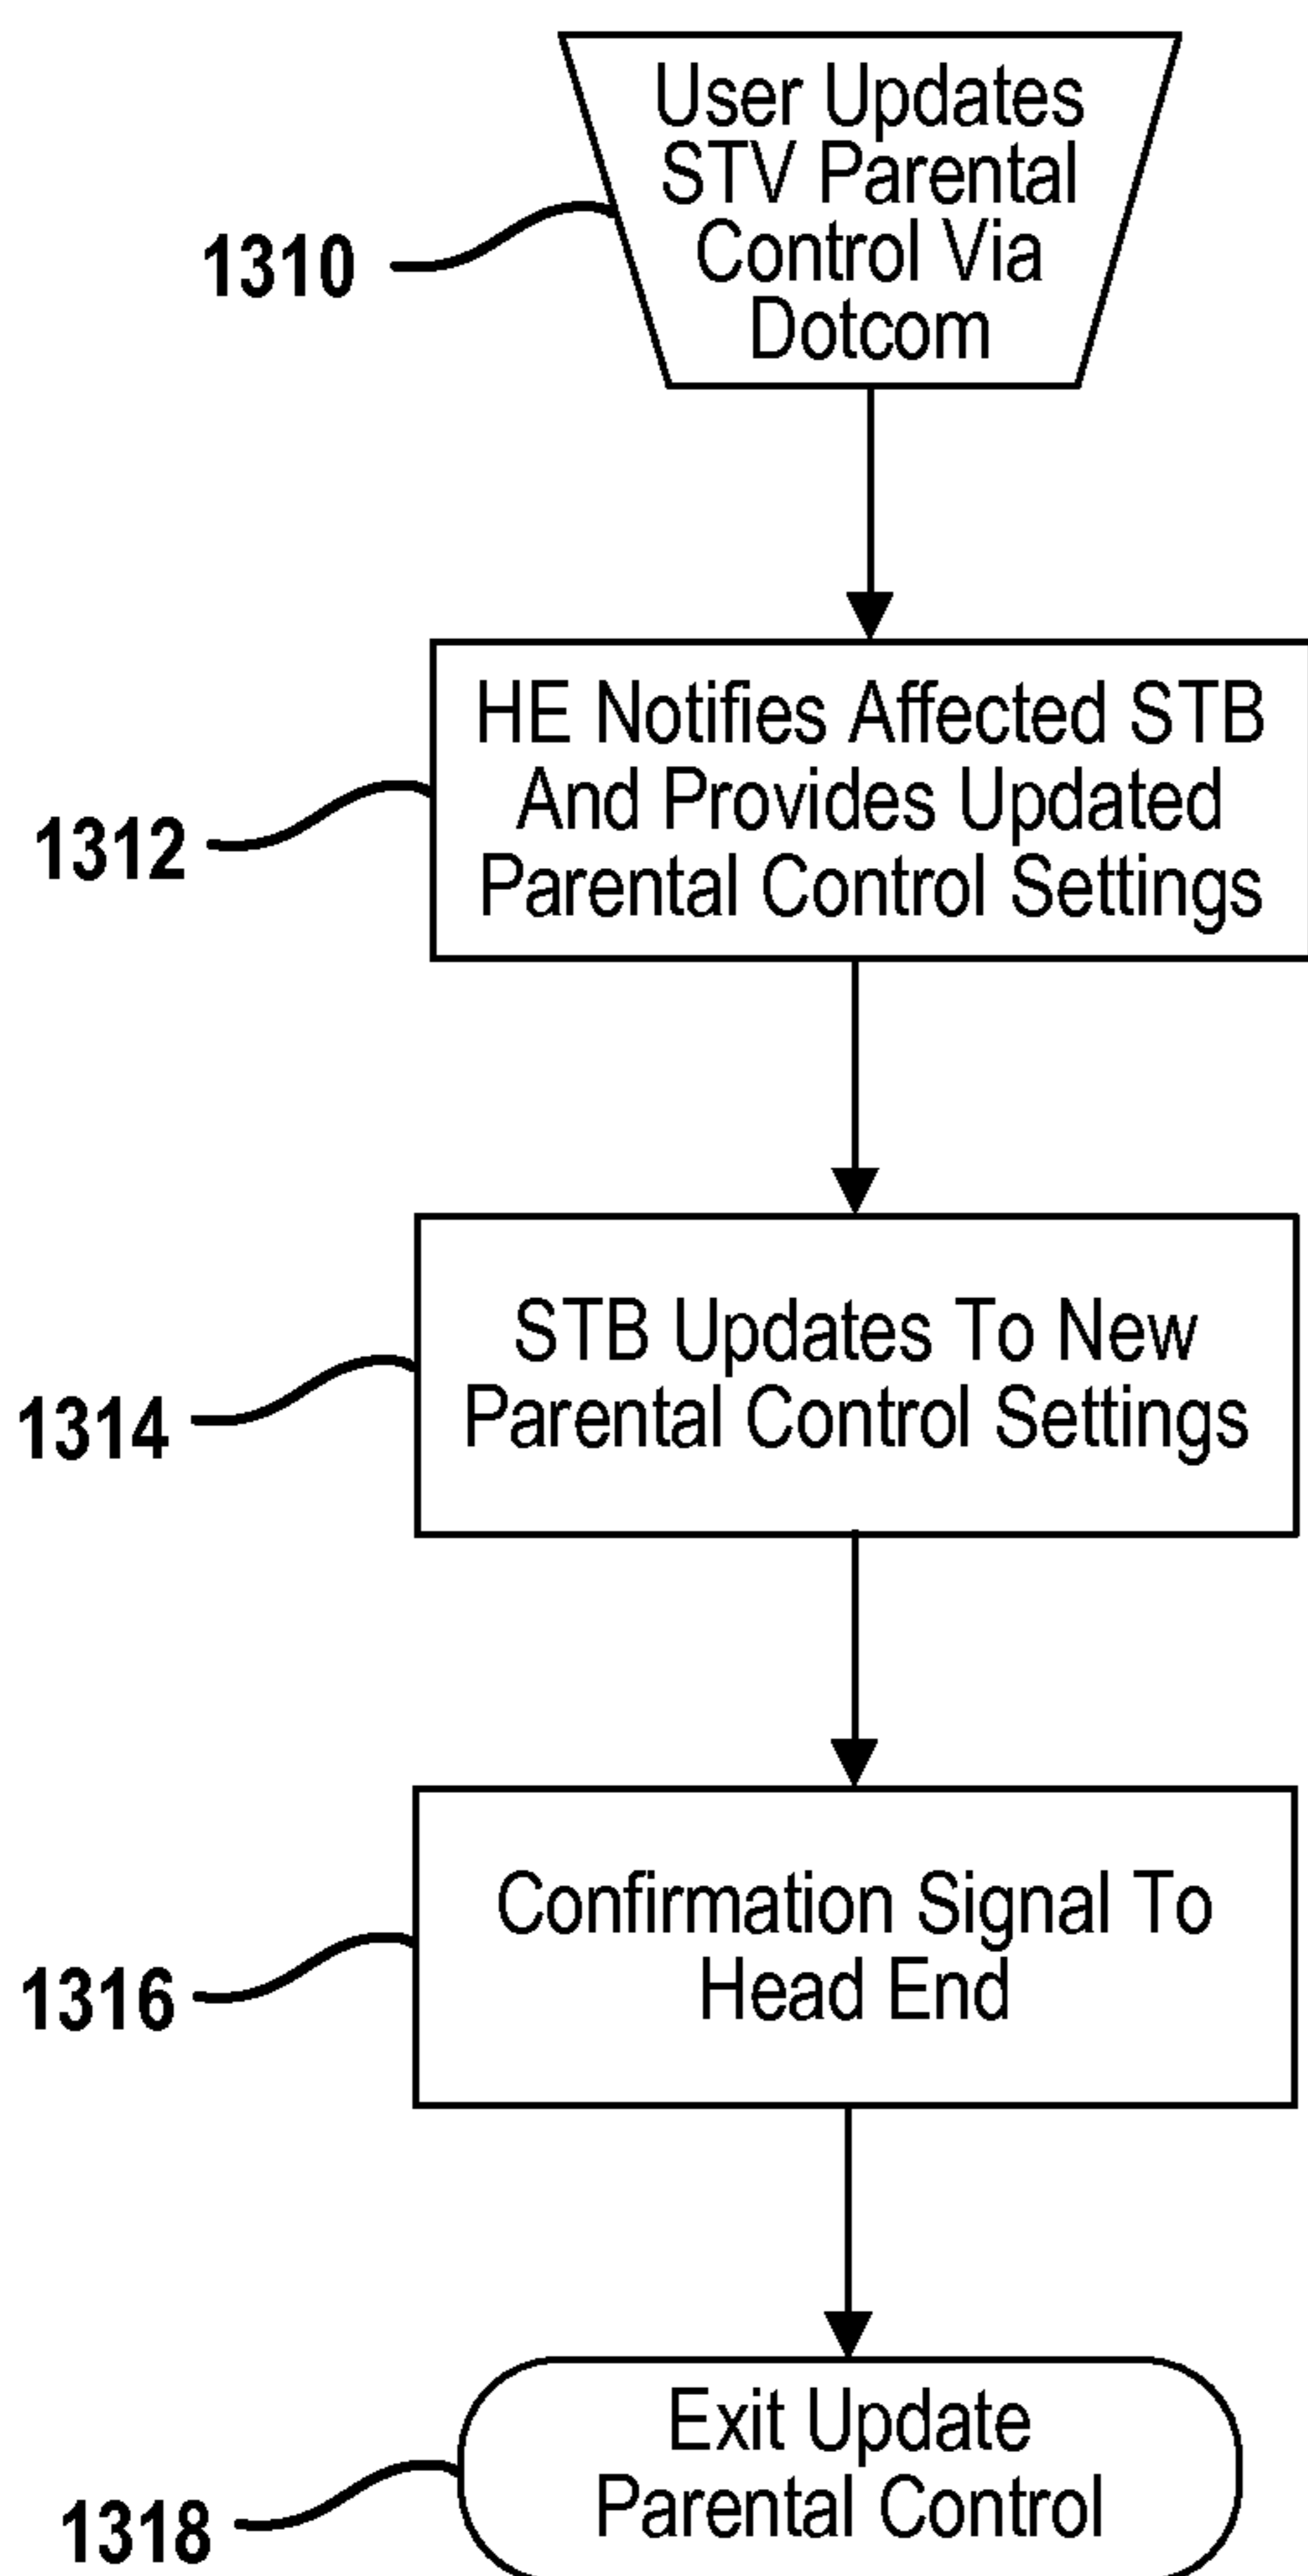 User Updates
STV Parental
Control Via
Dotcom
1310
HE Notifies Affected STB
And Provides Updated
Parental Control Settings
1312
STB Updates To New
Parental Control Settings
1314
Confirmation Signal To
Head End
1316
Exit Update
Parental Control
1318